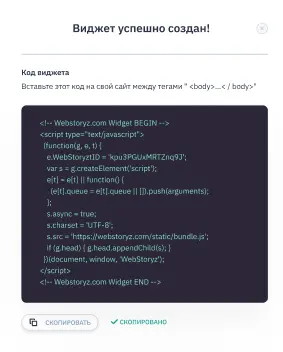 Виджет успешно создан!
Код виджета
Вставьте этот код на свой сайт между тегами " <body>...< / body>"
<!-- Webstoryz.com Widget BEGIN -->
<script type="text/javascript">
(function(g, e, t) {
e.WebStoryztID = 'kpu3PGUxMRTZnq9J';
var s = g.createElement('script');
e[t] = e[t] || function() {
(e[t].queue = e[t].queue || []).push(arguments);
};
s.async = true;
s.charset = 'UTF-8';
s.src = 'https://webstoryz.com/static/bundle.js';
if (g.head) { g.head.appendChild(s); }
})(document, window, 'WebStoryz');
</script>
<!-- Webstoryz.com Widget END -->
СКОПИРОВАТЬ
СКОПИРОВАНО